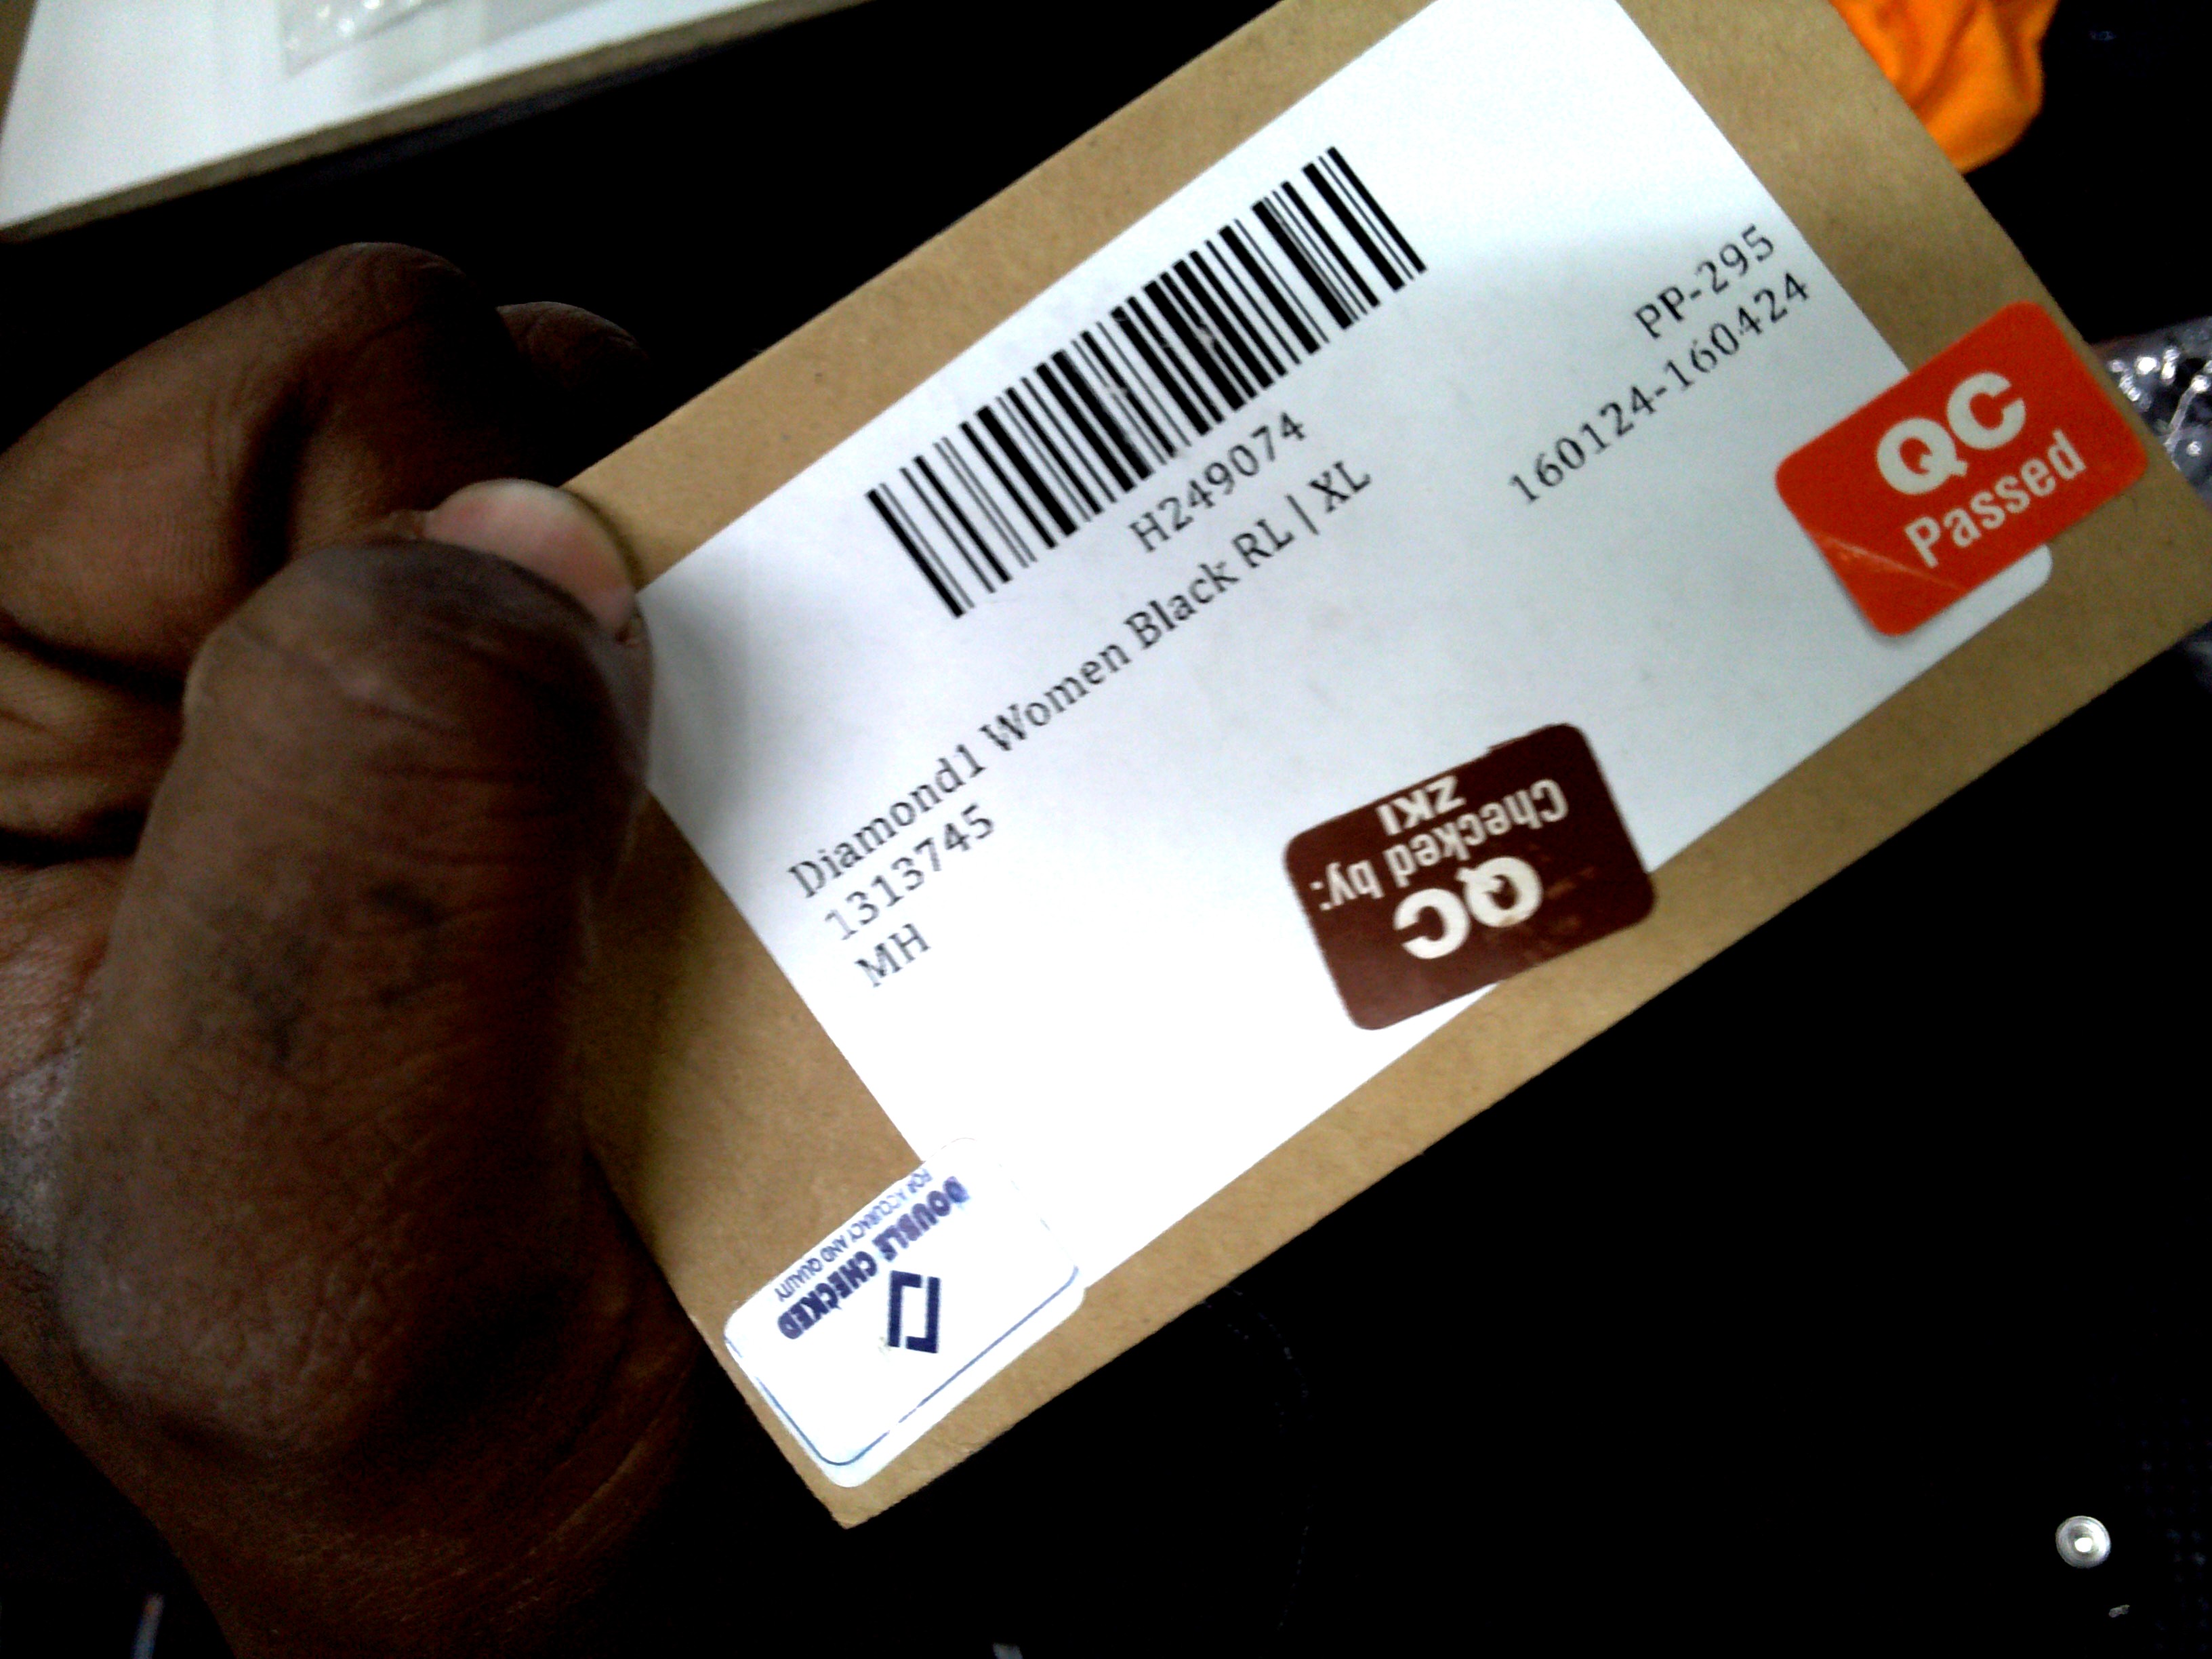 H249074
Diamond1 Women Black RL | XL
1313745
MH
PP-295
160124-160424
QC
Passed
QC
Checked by:
ZKI
DOUBLE CHECKED
FOR ACCURACY AND QUALITY